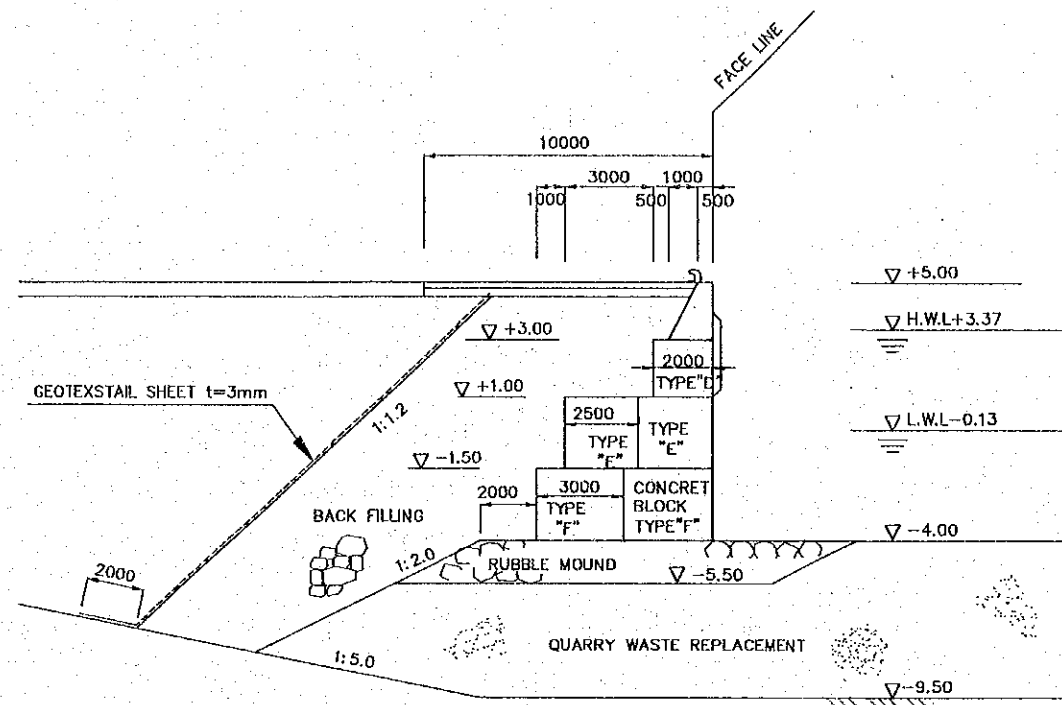 FACE LINE
10000
3000
1000
1000
500
500
+5.00
H.W.L+3.37
+3.00
2000
TYPE"D"
GEOTEXSTAIL SHEET t=3mm
+1.00
1:1.2
2500
TYPE
"E"
TYPE
"E"
L.W.L-0.13
-1.50
2000
3000
TYPE
"F"
CONCRET
BLOCK
TYPE"F"
BACK FILLING
-4.00
1:2.0
RUBBLE MOUND
-5.50
2000
QUARRY WASTE REPLACEMENT
1:5.0
-9.50